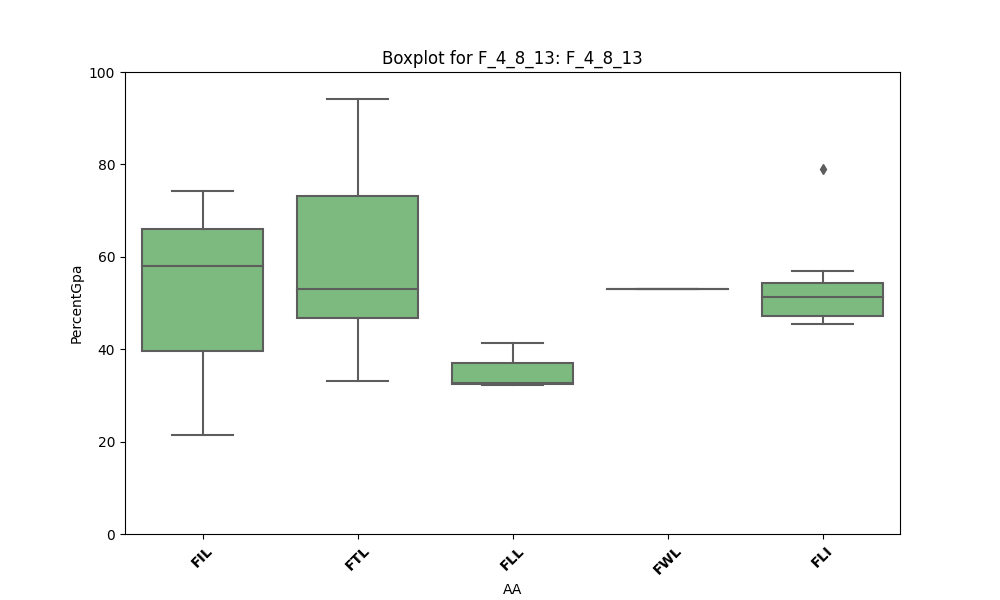 Boxplot for F_4_8_13: F_4_8_13
100
80
60
40
20
0
PercentGpa
FIL
FTL
FLL
FWL
FLI
AA